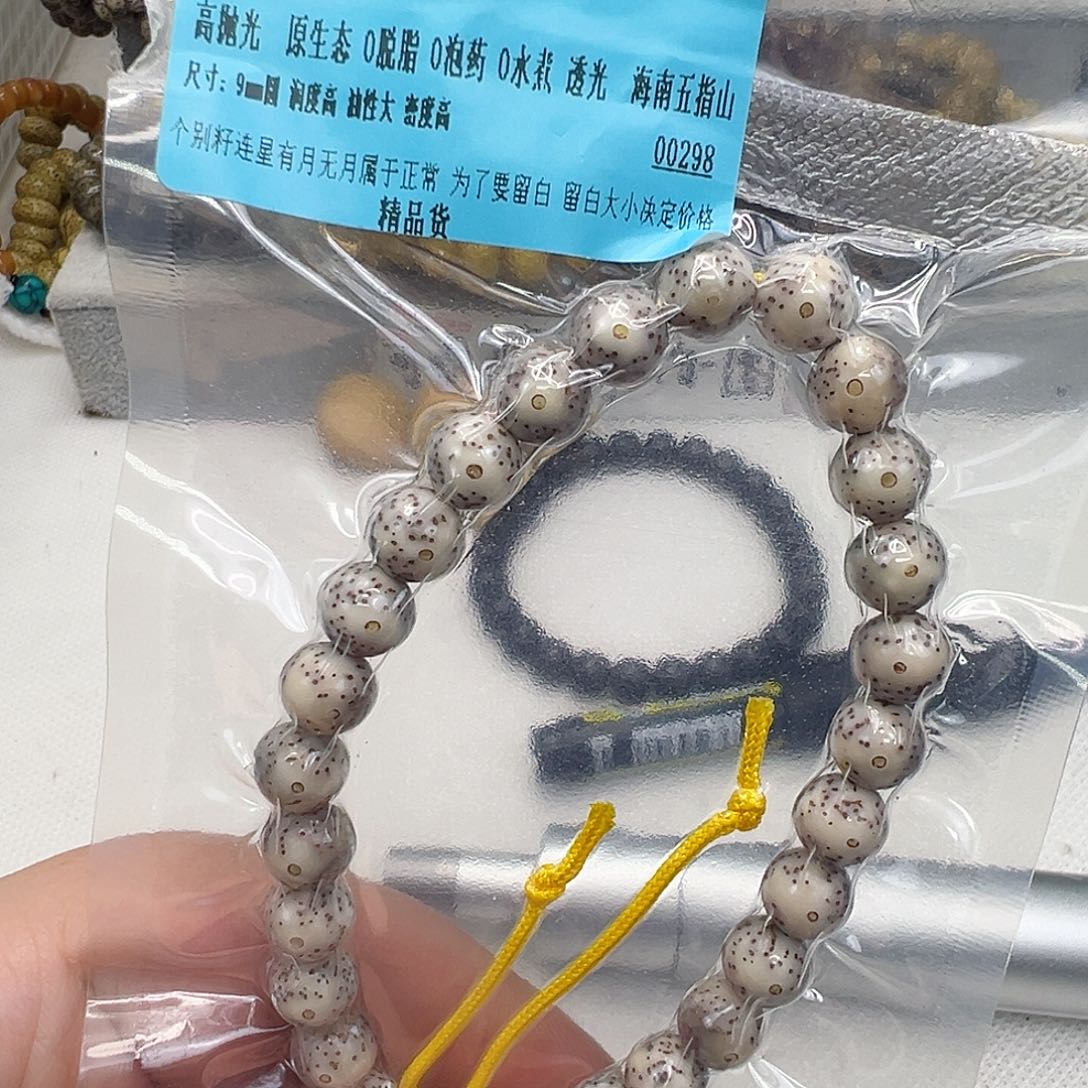 高抛光 原生态 0脱脂 0泡药 0水煮 透光 海南五指山
尺寸：9mm圆 润度高 油性大 密度高
00298
个别籽连星有月无月属于正常 为了要留白 留白大小决定价格
精品货